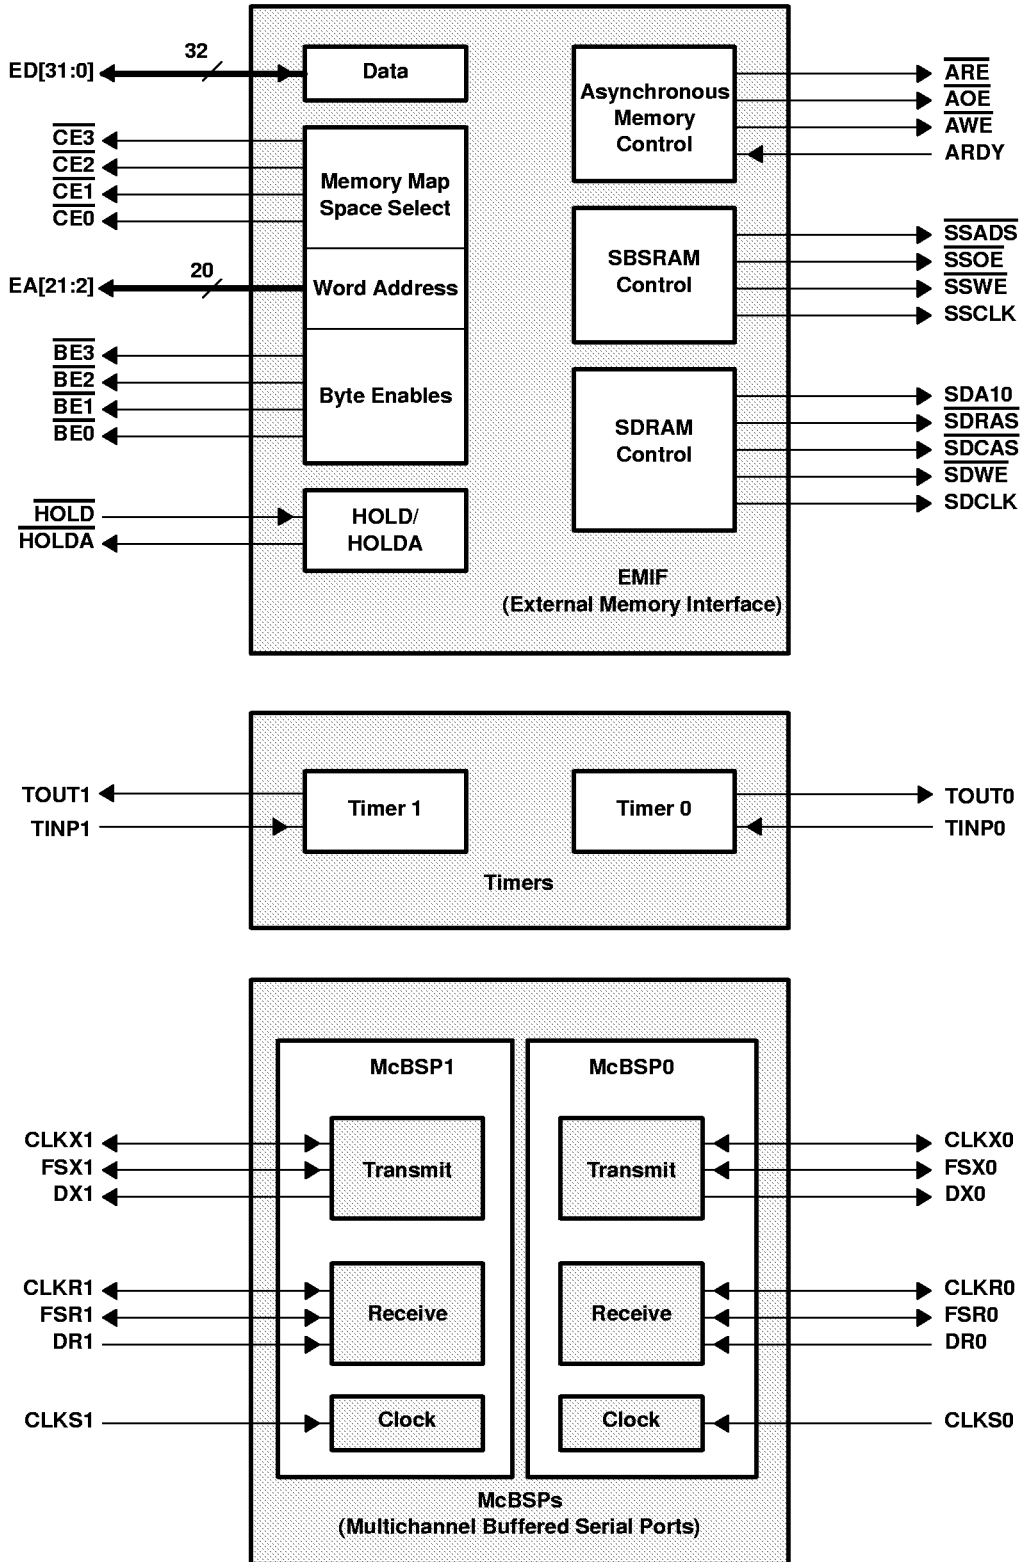 32
ED[31:0]
Data
CE3
CE2
CE1
CE0
Memory Map
Space Select
20
EA[21:2]
Word Address
BE3
BE2
BE1
BE0
Byte Enables
HOLD
HOLDA
HOLD/
HOLDA
Asynchronous
Memory
Control
ARE
AOE
AWE
ARDY
SBSRAM
Control
SSADS
SSOE
SSWE
SSCLK
SDRAM
Control
SDA10
SDRAS
SDCAS
SDWE
SDCLK
EMIF
(External Memory Interface)
TOUT1
TINP1
Timer 1
Timer 0
TOUT0
TINP0
Timers
McBSP1
McBSP0
CLKX1
FSX1
DX1
Transmit
Transmit
CLKX0
FSX0
DX0
CLKR1
FSR1
DR1
Receive
Receive
CLKR0
FSR0
DR0
CLKS1
Clock
Clock
CLKS0
McBSPs
(Multichannel Buffered Serial Ports)